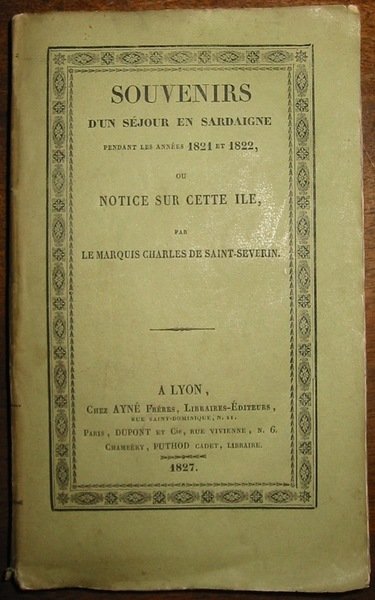 SOUVENIRS
D'UN SÉJOUR EN SARDAIGNE
PENDANT LES ANNÉES 1821 ET 1822,
OU
NOTICE SUR CETTE ILE,
PAR
LE MARQUIS CHARLES DE SAINT-SEVERIN.
A LYON,
CHEZ AYNÉ FRÈRES, LIBRAIRES-ÉDITEURS,
RUE SAINT-DOMINIQUE, N. 11.
PARIS, DUPONT ET Cie, RUE VIVIENNE, N. 6.
CHAMBÉRY, PUTHOD CADET, LIBRAIRE.
1827.